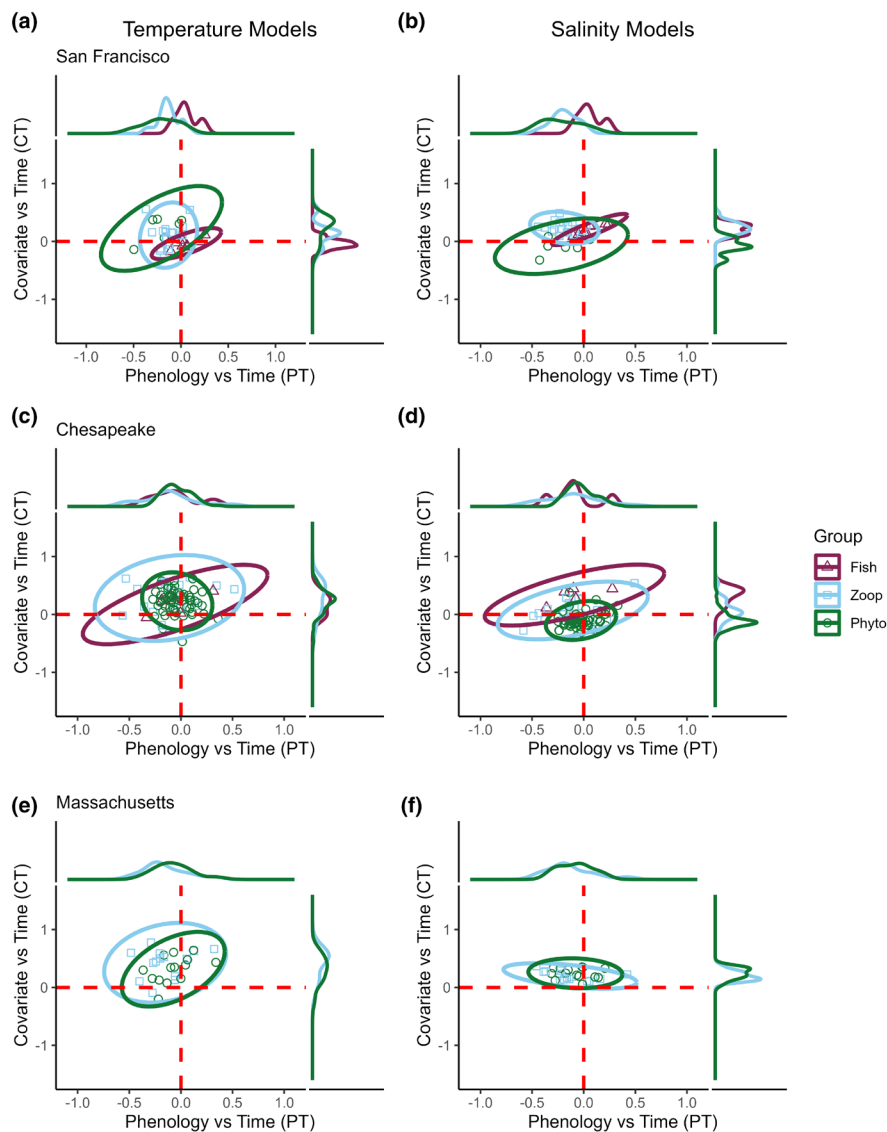 (a) Temperature Models (b) Salinity Models
San Francisco
Covariate vs Time (CT)
1
0
-1
-1.0 -0.5 0.0 0.5 1.0
Phenology vs Time (PT)
1
0
-1
-1.0 -0.5 0.0 0.5 1.0
Phenology vs Time (PT)
(c) (d)
Chesapeake
Covariate vs Time (CT)
1
0
-1
-1.0 -0.5 0.0 0.5 1.0
Phenology vs Time (PT)
Covariate vs Time (CT)
1
0
-1
-1.0 -0.5 0.0 0.5 1.0
Phenology vs Time (PT)
Group
Fish
Zoop
Phyto
(e) (f)
Massachusetts
Covariate vs Time (CT)
1
0
-1
-1.0 -0.5 0.0 0.5 1.0
Phenology vs Time (PT)
Covariate vs Time (CT)
1
0
-1
-1.0 -0.5 0.0 0.5 1.0
Phenology vs Time (PT)